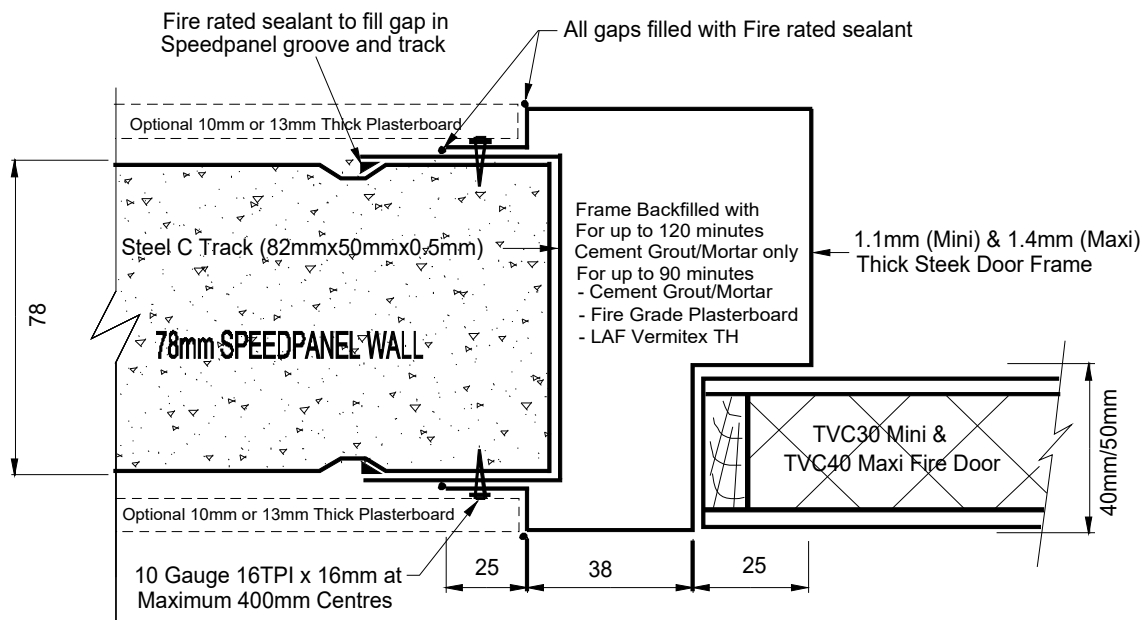 Fire rated sealant to fill gap in
Speedpanel groove and track
All gaps filled with Fire rated sealant
Optional 10mm or 13mm Thick Plasterboard
Steel C Track (82mmx50mmx0.5mm)
78
78mm SPEEDPANEL WALL
Frame Backfilled with
For up to 120 minutes
Cement Grout/Mortar only
For up to 90 minutes
- Cement Grout/Mortar
- Fire Grade Plasterboard
- LAF Vermitex TH
1.1mm (Mini) & 1.4mm (Maxi)
Thick Steek Door Frame
TVC30 Mini &
TVC40 Maxi Fire Door
40mm/50mm
Optional 10mm or 13mm Thick Plasterboard
10 Gauge 16TPI x 16mm at
Maximum 400mm Centres
25
38
25